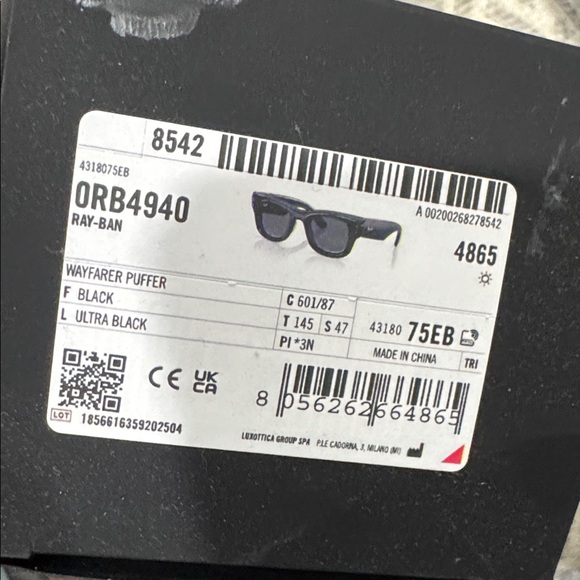 8542
4318075EB
A 00200268278542
0RB4940
RAY-BAN
4865
WAYFARER PUFFER
F BLACK
C 601/87
L ULTRA BLACK
T 145 S 47
43180 75EB
PI *3N
MADE IN CHINA
TRI
CE UK CA
8 056262 664865
LOT 1856616359202504
LUXOTTICA GROUP SPA P.LE CADORNA, 3, MILANO (MI)